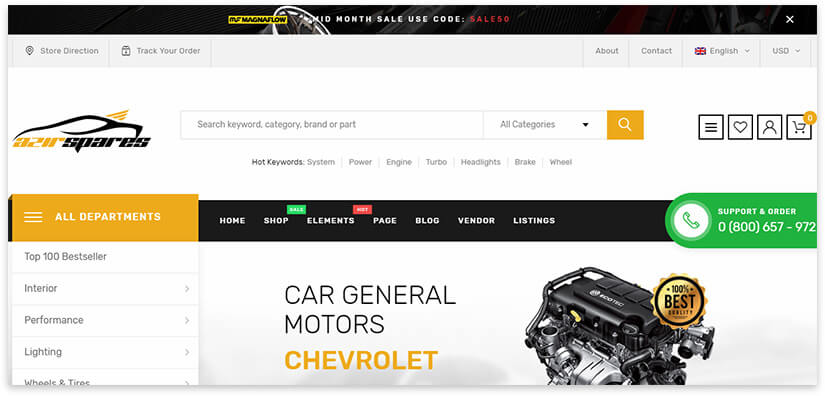 MF MAGNAFLOW MID MONTH SALE USE CODE: SALE50
Store Direction Track Your Order About Contact English USD
azirspares
Search keyword, category, brand or part All Categories
0
Hot Keywords: System Power Engine Turbo Headlights Brake Wheel
ALL DEPARTMENTS
SALE HOT
HOME SHOP ELEMENTS PAGE BLOG VENDOR LISTINGS
SUPPORT & ORDER
0 (800) 657 - 972
Top 100 Bestseller
Interior
Performance
Lighting
Wheels & Tires
CAR GENERAL
MOTORS
CHEVROLET
ECOTEC
100%
BEST
QUALITY